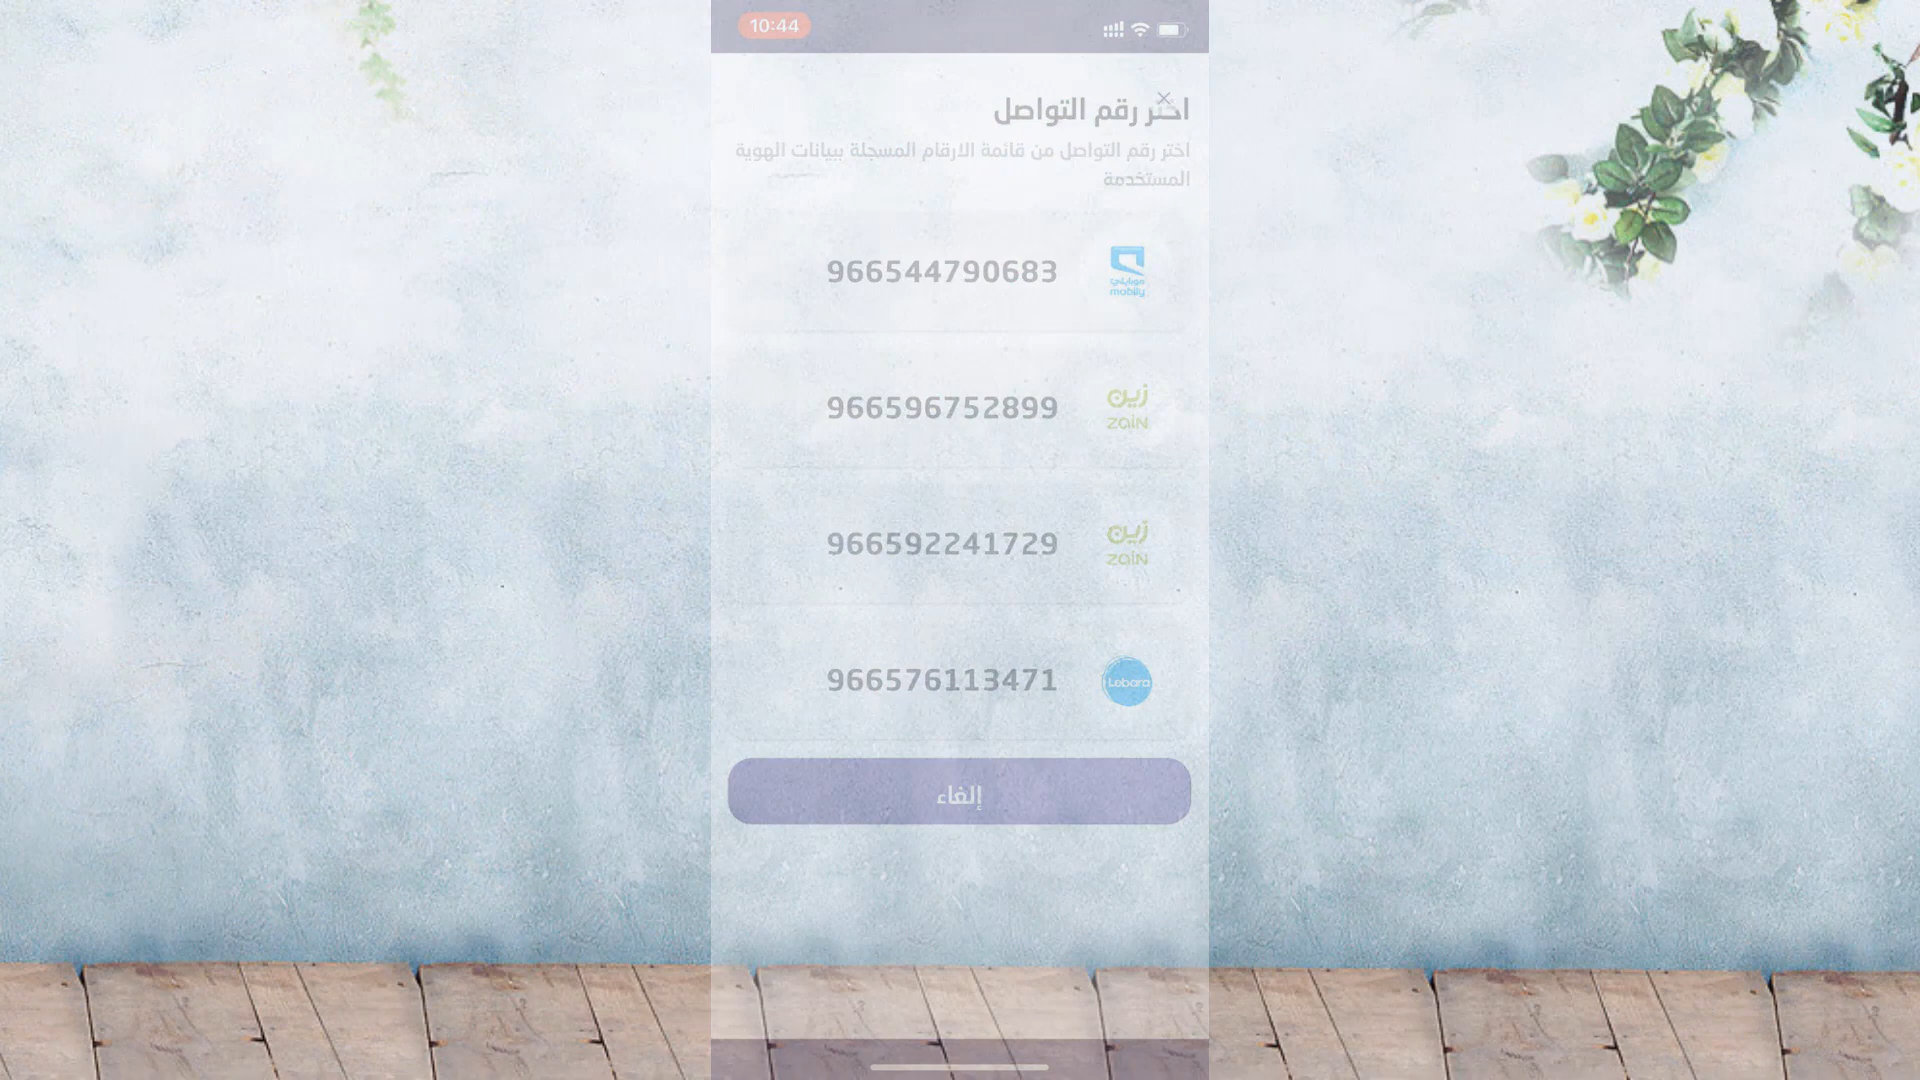 10:44
اختر رقم التواصل
اختر رقم التواصل من قائمة الارقام المسجلة ببيانات الهوية
المستخدمة
966544790683
موبايلي
mobily
966596752899
زين
zain
966592241729
زين
zain
966576113471
Lebara
إلغاء